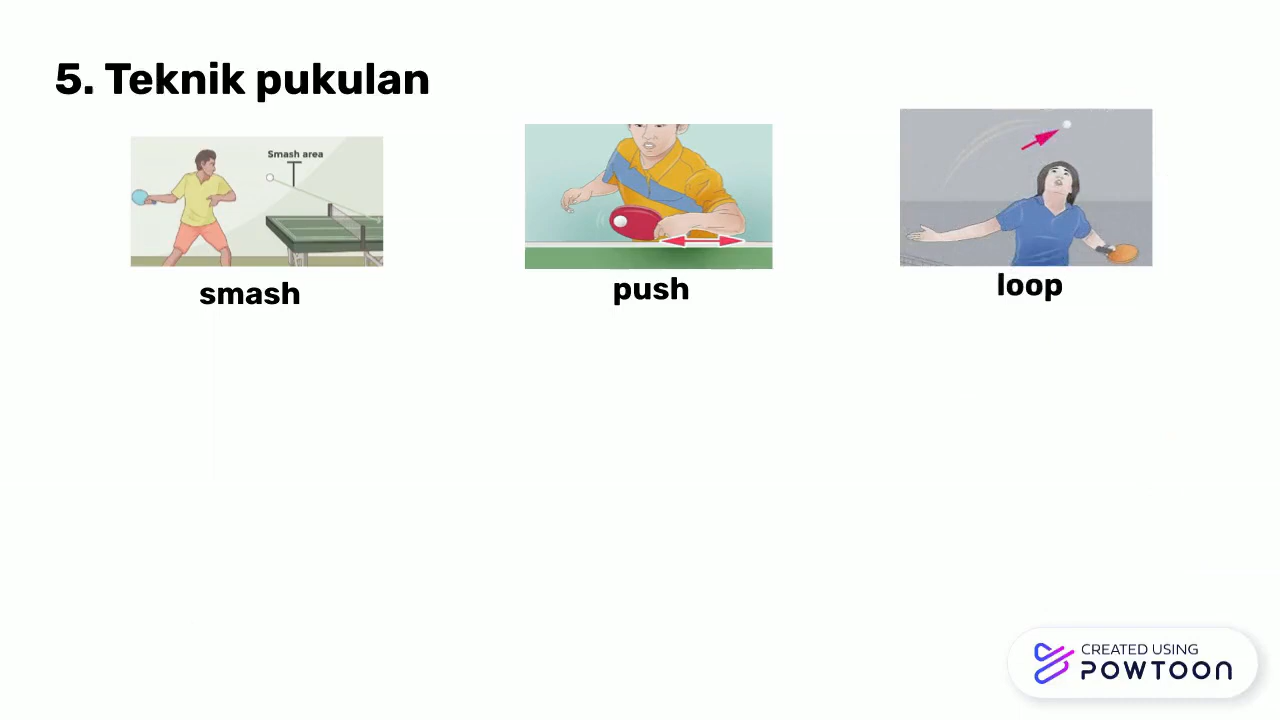 5. Teknik pukulan
Smash area
smash
push
loop
CREATED USING
POWTOON